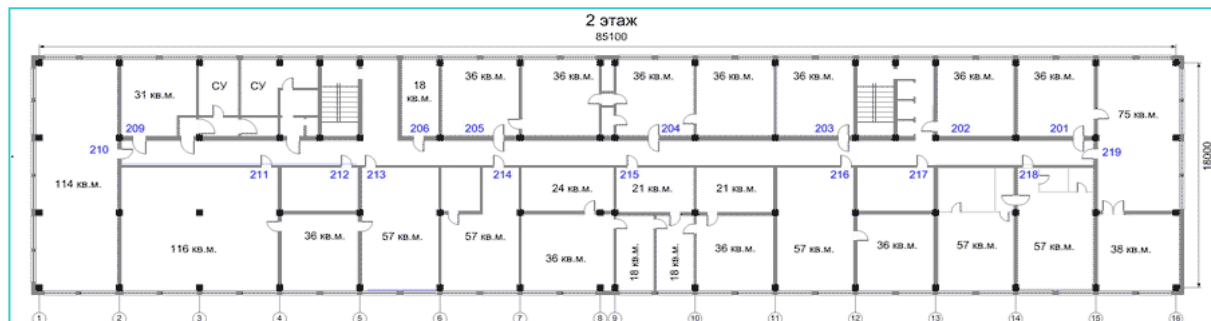 2 этаж
85100
36 кв.м.
36 кв.м.
36 кв.м.
36 кв.м.
36 кв.м.
36 кв.м.
36 кв.м.
31 кв.м.
СУ
СУ
18
кв.м.
75 кв.м.
209
206
205
204
203
202
201
210
219
18000
211
212
213
214
215
216
217
218
114 кв.м.
24 кв.м.
21 кв.м.
21 кв.м.
116 кв.м.
36 кв.м.
57 кв.м.
57 кв.м.
36 кв.м.
18 кв.м.
18 кв.м.
36 кв.м.
57 кв.м.
36 кв.м.
57 кв.м.
57 кв.м.
38 кв.м.
1
2
3
4
5
6
7
8
9
10
11
12
13
14
15
16